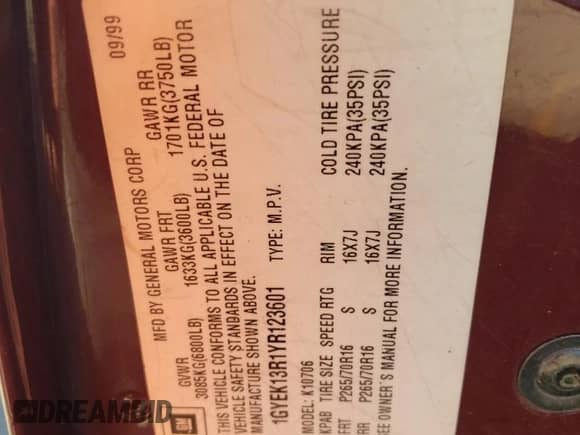 MFD BY GENERAL MOTORS CORP 09/99
GVWR GAWR FRT GAWR RR
3085KG(6800LB) 1633KG(3600LB) 1701KG(3750LB)
THIS VEHICLE CONFORMS TO ALL APPLICABLE U.S. FEDERAL MOTOR
VEHICLE SAFETY STANDARDS IN EFFECT ON THE DATE OF
MANUFACTURE SHOWN ABOVE.
1GYEK13R1YR123601 TYPE: M.P.V.
MODEL: K10706
KPAB TIRE SIZE SPEED RTG RIM COLD TIRE PRESSURE
FRT P265/70R16 S 16X7J 240KPA(35PSI)
RR P265/70R16 S 16X7J 240KPA(35PSI)
SEE OWNER'S MANUAL FOR MORE INFORMATION.
DREAMBID